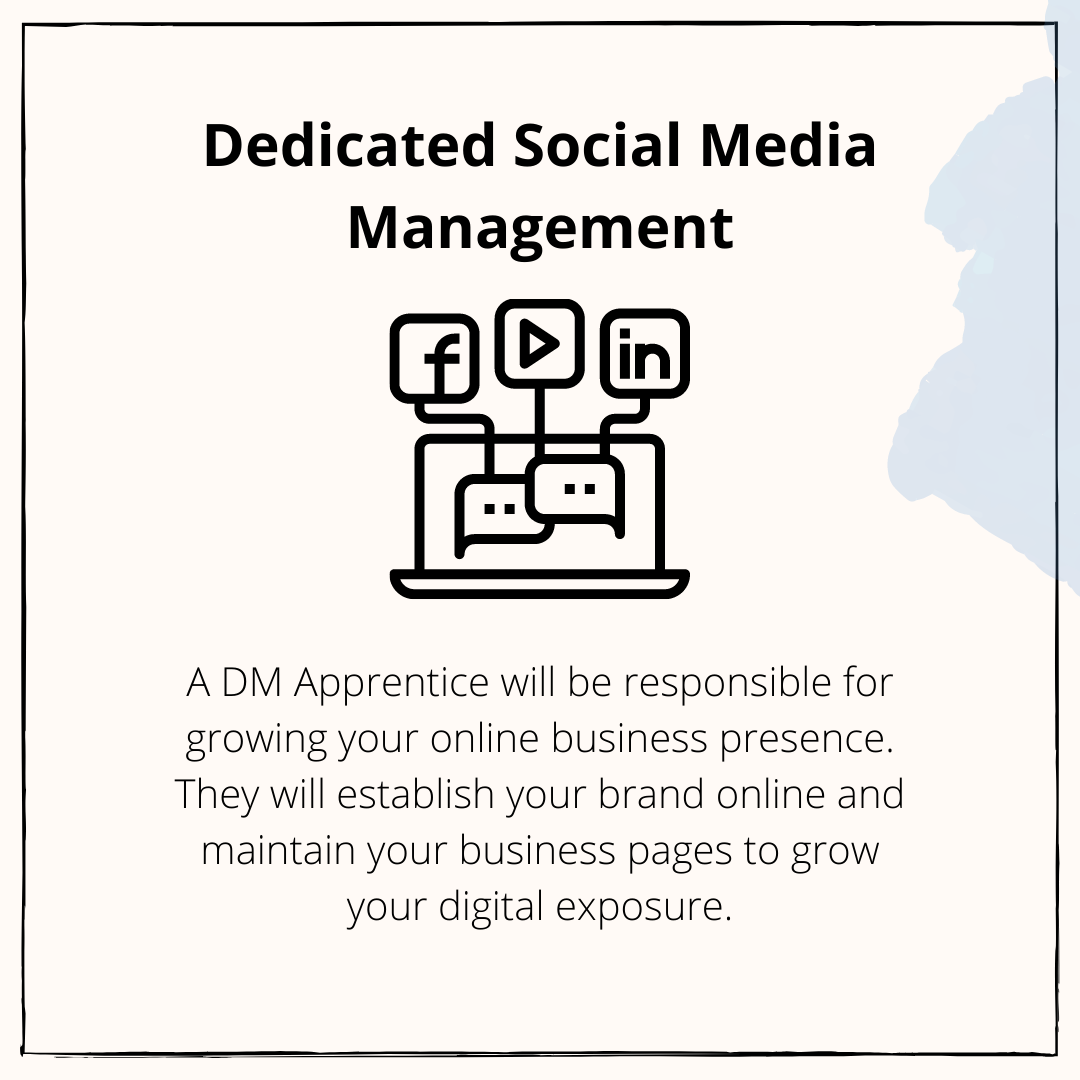 Dedicated Social Media
Management
f
in
A DM Apprentice will be responsible for
growing your online business presence.
They will establish your brand online and
maintain your business pages to grow
your digital exposure.